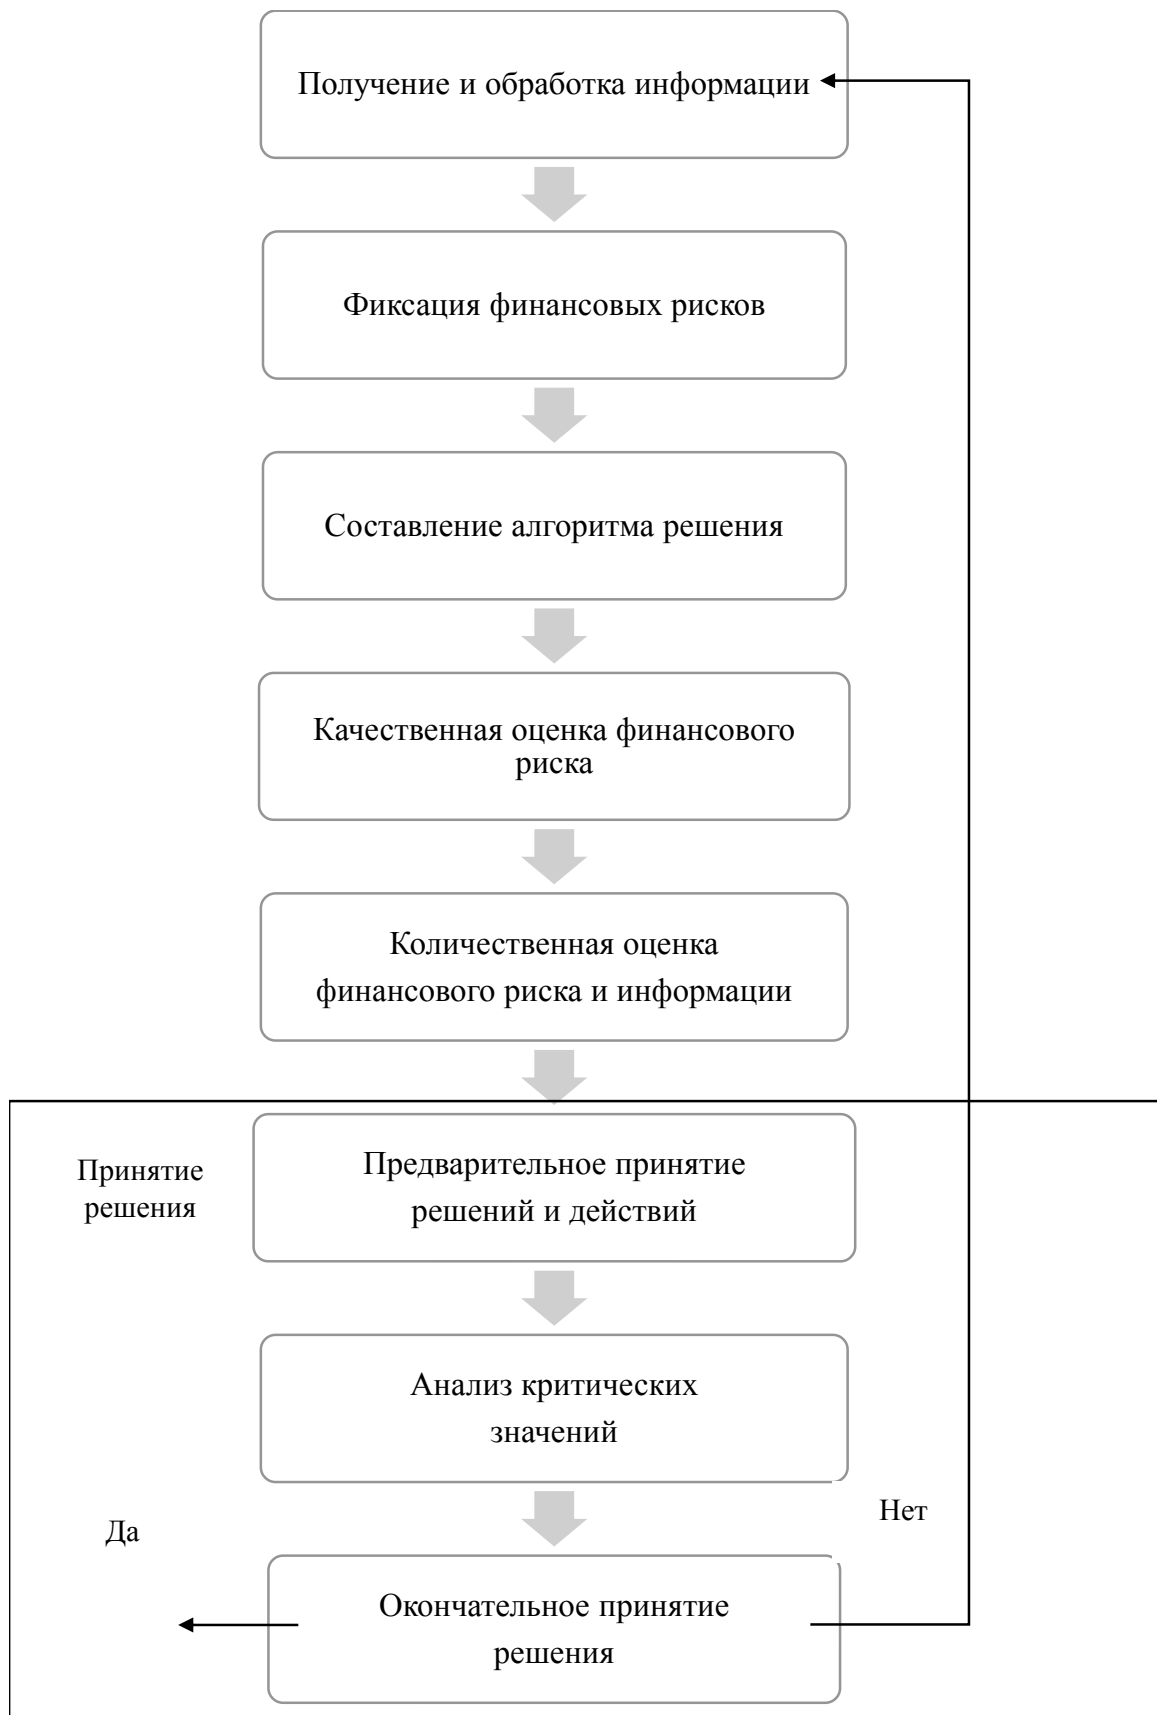 Получение и обработка информации
Фиксация финансовых рисков
Составление алгоритма решения
Качественная оценка финансового
риска
Количественная оценка
финансового риска и информации
Принятие
решения
Предварительное принятие
решений и действий
Анализ критических
значений
Нет
Да
Окончательное принятие
решения